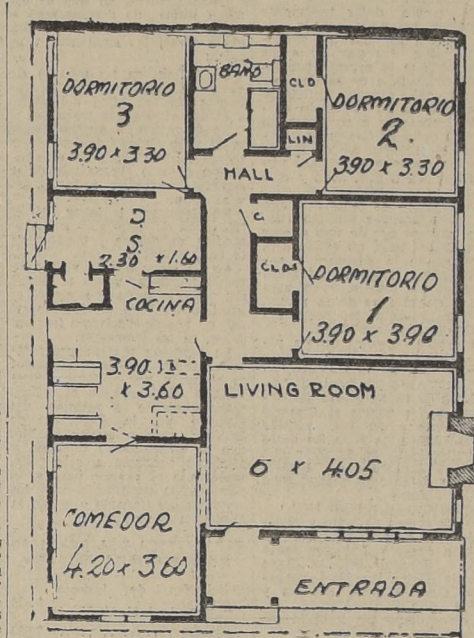 DORMITORIO
3
3.90 x 3.30
BAÑO
CLO
LIN
DORMITORIO
2.
3.90 x 3.30
HALL
D.
S.
2.30 x 1.60
C.
CLOS
COCINA
DORMITORIO
1
3.90 x 3.90
3.90
x 3.60
LIVING ROOM
6 x 4.05
COMEDOR
4.20 x 3.60
ENTRADA